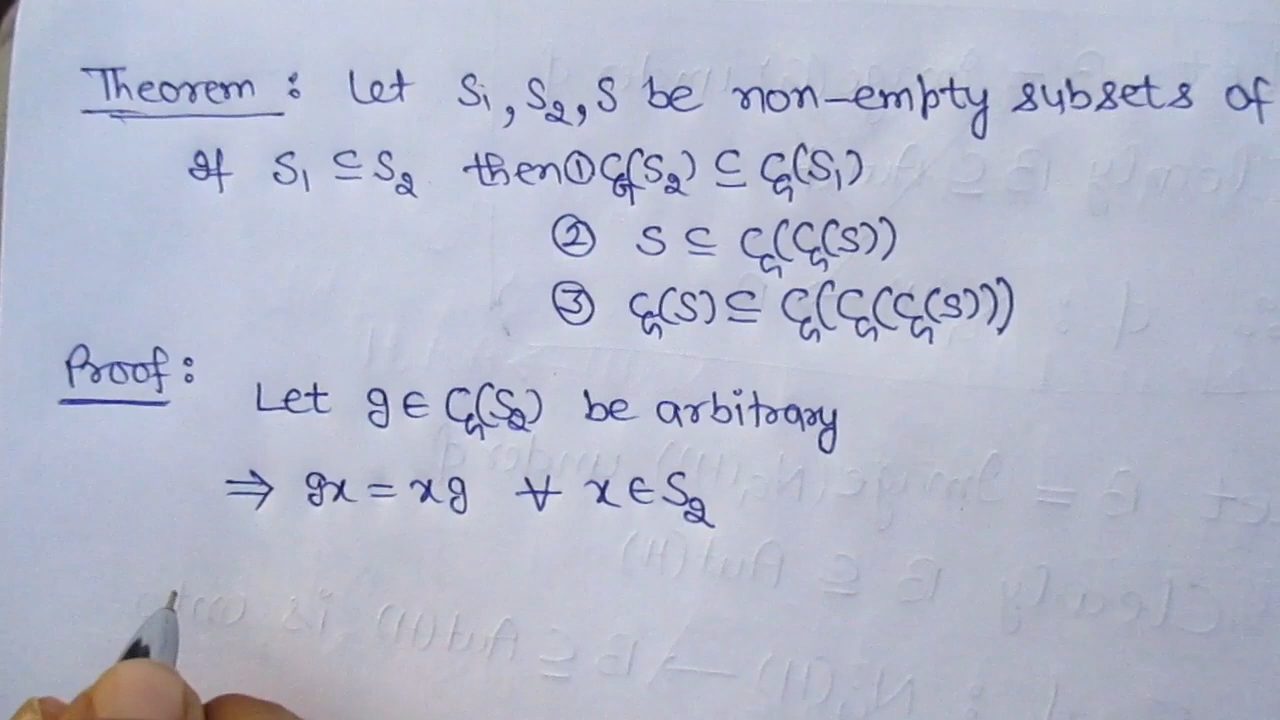 Theorem : Let S₁, S₂, S be non-empty subsets of
If S₁ ⊆ S₂ then ① C_G(S₂) ⊆ C_G(S₁)
② S ⊆ C_G(C_G(S))
③ C_G(S) ⊆ C_G(C_G(C_G(S)))
Proof :
Let g ∈ C_G(S₂) be arbitrary
⇒ gx = xg ∀ x ∈ S₂